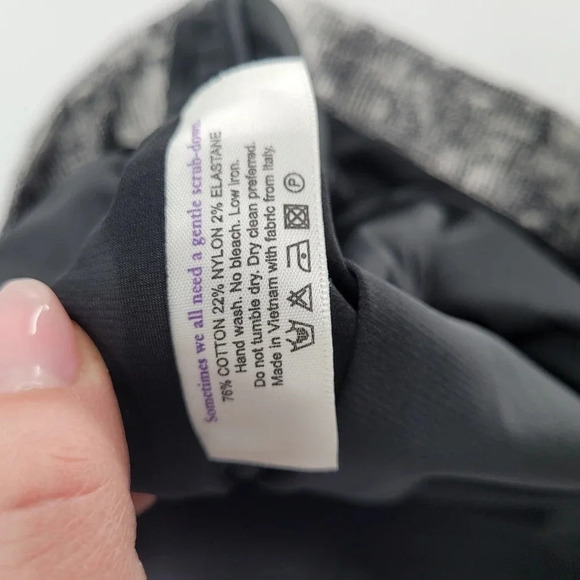 Sometimes we all need a gentle scrub-down
76% COTTON 22% NYLON 2% ELASTANE
Hand wash. No bleach. Low iron.
Do not tumble dry. Dry clean preferred.
Made in Vietnam with fabric from Italy.
P